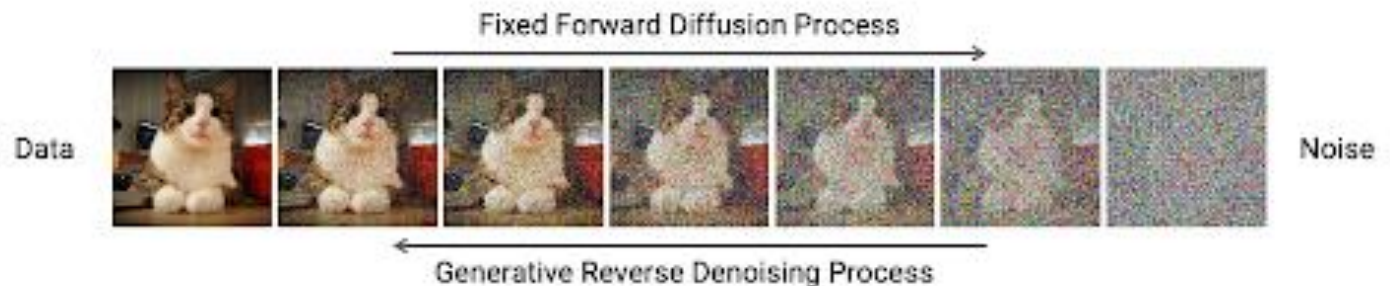 Fixed Forward Diffusion Process
Data
Noise
Generative Reverse Denoising Process